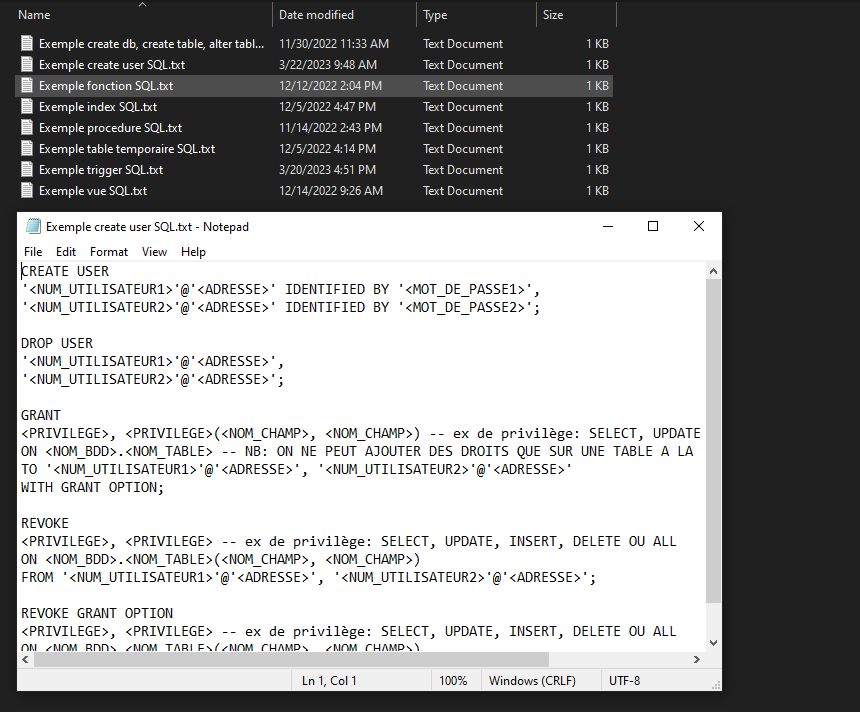 Name Date modified Type Size
Exemple create db, create table, alter tabl... 11/30/2022 11:33 AM Text Document 1 KB
Exemple create user SQL.txt 3/22/2023 9:48 AM Text Document 1 KB
Exemple fonction SQL.txt 12/12/2022 2:04 PM Text Document 1 KB
Exemple index SQL.txt 12/5/2022 4:47 PM Text Document 1 KB
Exemple procedure SQL.txt 11/14/2022 2:43 PM Text Document 1 KB
Exemple table temporaire SQL.txt 12/5/2022 4:14 PM Text Document 1 KB
Exemple trigger SQL.txt 3/20/2023 4:51 PM Text Document 1 KB
Exemple vue SQL.txt 12/14/2022 9:26 AM Text Document 1 KB
Exemple create user SQL.txt - Notepad
File Edit Format View Help
CREATE USER
'<NUM_UTILISATEUR1>'@'<ADRESSE>' IDENTIFIED BY '<MOT_DE_PASSE1>',
'<NUM_UTILISATEUR2>'@'<ADRESSE>' IDENTIFIED BY '<MOT_DE_PASSE2>';
DROP USER
'<NUM_UTILISATEUR1>'@'<ADRESSE>',
'<NUM_UTILISATEUR2>'@'<ADRESSE>';
GRANT
<PRIVILEGE>, <PRIVILEGE>(<NOM_CHAMP>, <NOM_CHAMP>) -- ex de privilège: SELECT, UPDATE
ON <NOM_BDD>.<NOM_TABLE> -- NB: ON NE PEUT AJOUTER DES DROITS QUE SUR UNE TABLE A LA
TO '<NUM_UTILISATEUR1>'@'<ADRESSE>', '<NUM_UTILISATEUR2>'@'<ADRESSE>'
WITH GRANT OPTION;
REVOKE
<PRIVILEGE>, <PRIVILEGE> -- ex de privilège: SELECT, UPDATE, INSERT, DELETE OU ALL
ON <NOM_BDD>.<NOM_TABLE>(<NOM_CHAMP>, <NOM_CHAMP>)
FROM '<NUM_UTILISATEUR1>'@'<ADRESSE>', '<NUM_UTILISATEUR2>'@'<ADRESSE>';
REVOKE GRANT OPTION
<PRIVILEGE>, <PRIVILEGE> -- ex de privilège: SELECT, UPDATE, INSERT, DELETE OU ALL
ON <NOM_BDD>.<NOM_TABLE>(<NOM_CHAMP>, <NOM_CHAMP>)
Ln 1, Col 1 100% Windows (CRLF) UTF-8